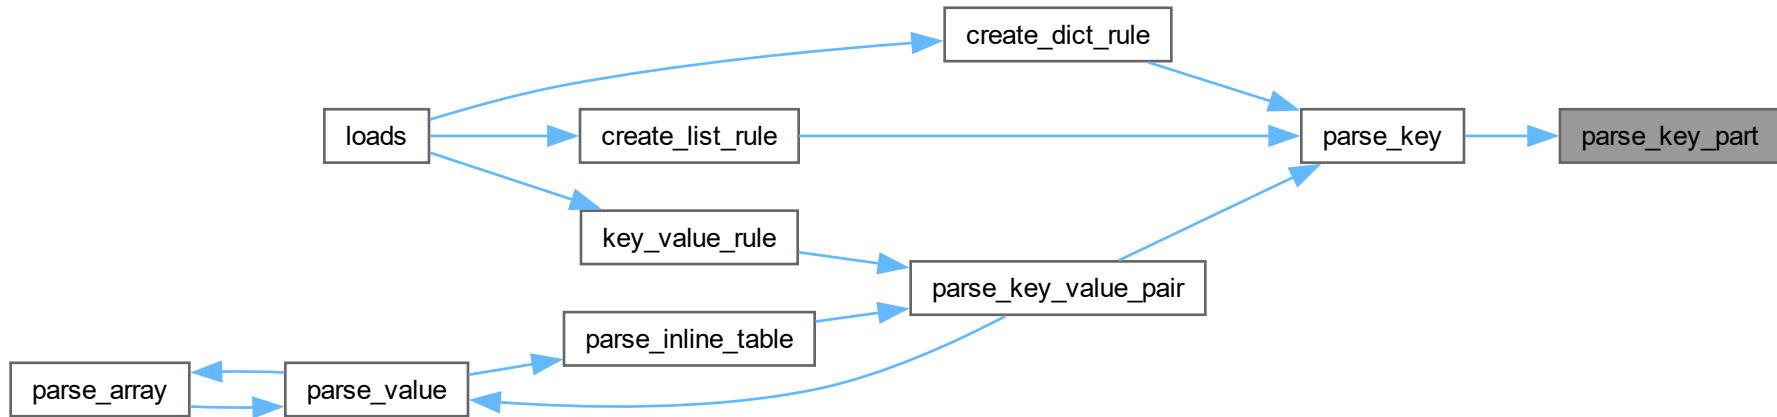 create_dict_rule
loads
create_list_rule
parse_key
parse_key_part
key_value_rule
parse_key_value_pair
parse_inline_table
parse_array
parse_value